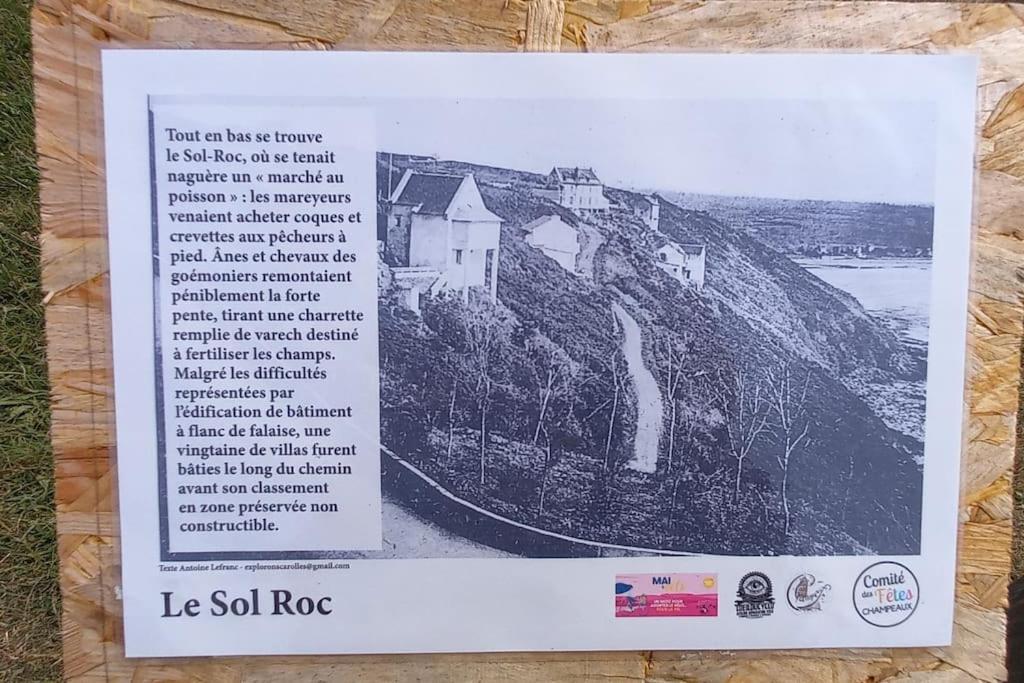 Tout en bas se trouve
le Sol-Roc, où se tenait
naguère un « marché au
poisson » : les mareyeurs
venaient acheter coques et
crevettes aux pêcheurs à
pied. Ânes et chevaux des
goémoniers remontaient
péniblement la forte
pente, tirant une charrette
remplie de varech destiné
à fertiliser les champs.
Malgré les difficultés
représentées par
l'édification de bâtiment
à flanc de falaise, une
vingtaine de villas furent
bâties le long du chemin
avant son classement
en zone préservée non
constructible.
Texte Antoine Lefranc - exploronscarolles@gmail.com
Le Sol Roc
MAI
Comité
des Fêtes
CHAMPEAUX